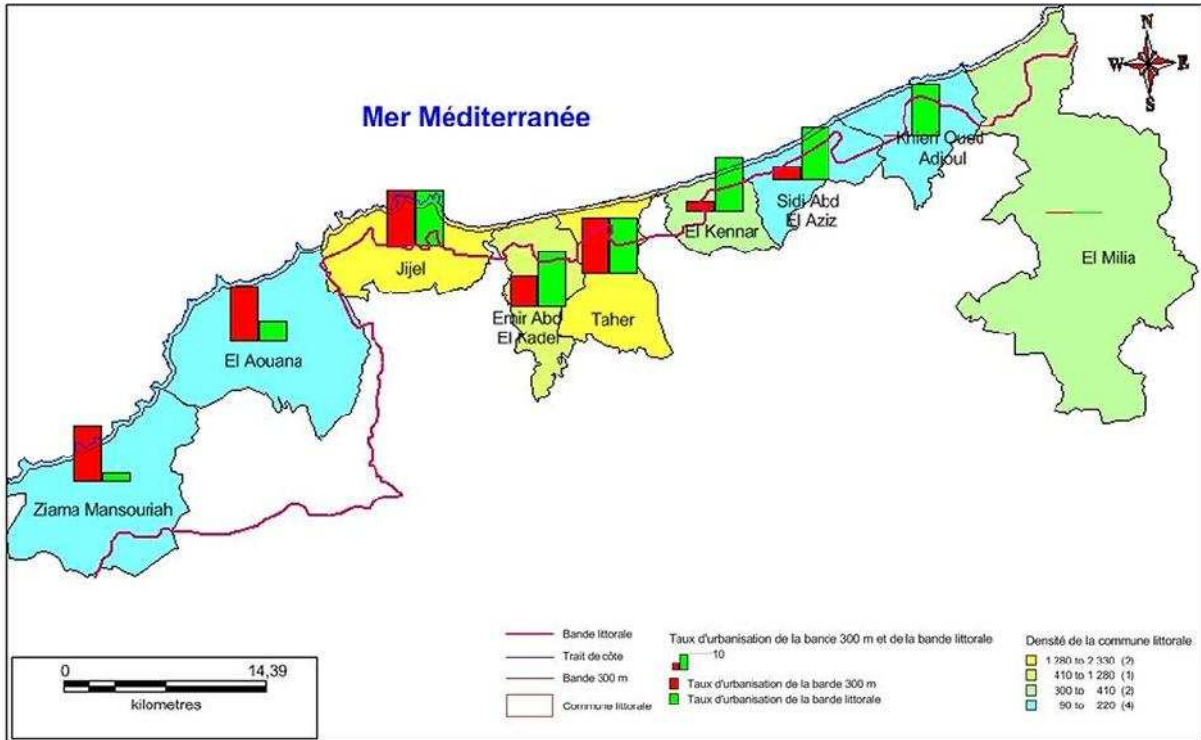 N
W E
S
Mer Méditerranée
Khieri Oued
Adjoul
Sidi Abd
El Aziz
El Kennar
El Milia
Jijel
Emir Abd
El Kader
Taher
El Aouana
Ziama Mansouriah
0 14,39
kilometres
Bande littorale
Trait de côte
Bande 300 m
Commune littorale
Taux d'urbanisation de la bance 300 m et de la bande littorale
10
Taux d'urbanisation de la barde 300 m
Taux d'urbanisation de la bande littorale
Densité de la commune littorale
1 280 to 2 330 (2)
410 to 1 280 (1)
300 to 410 (2)
90 to 220 (4)